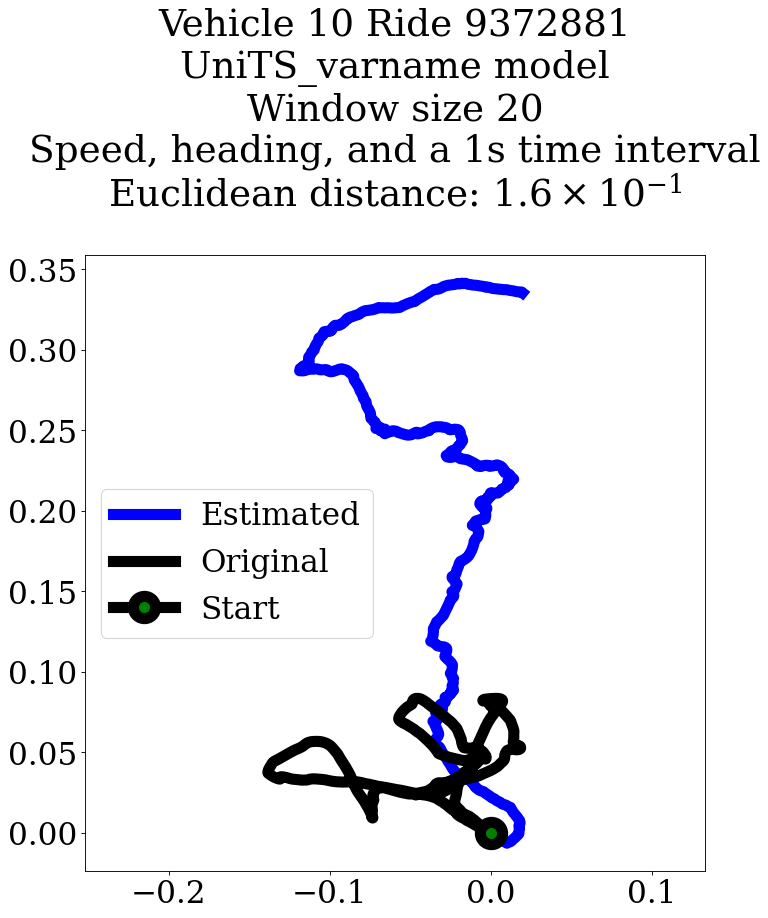 Vehicle 10 Ride 9372881
UniTS_varname model
Window size 20
Speed, heading, and a 1s time interval
Euclidean distance: 1.6 × 10⁻¹
0.35
0.30
0.25
0.20
0.15
0.10
0.05
0.00
Estimated
Original
Start
−0.2
−0.1
0.0
0.1